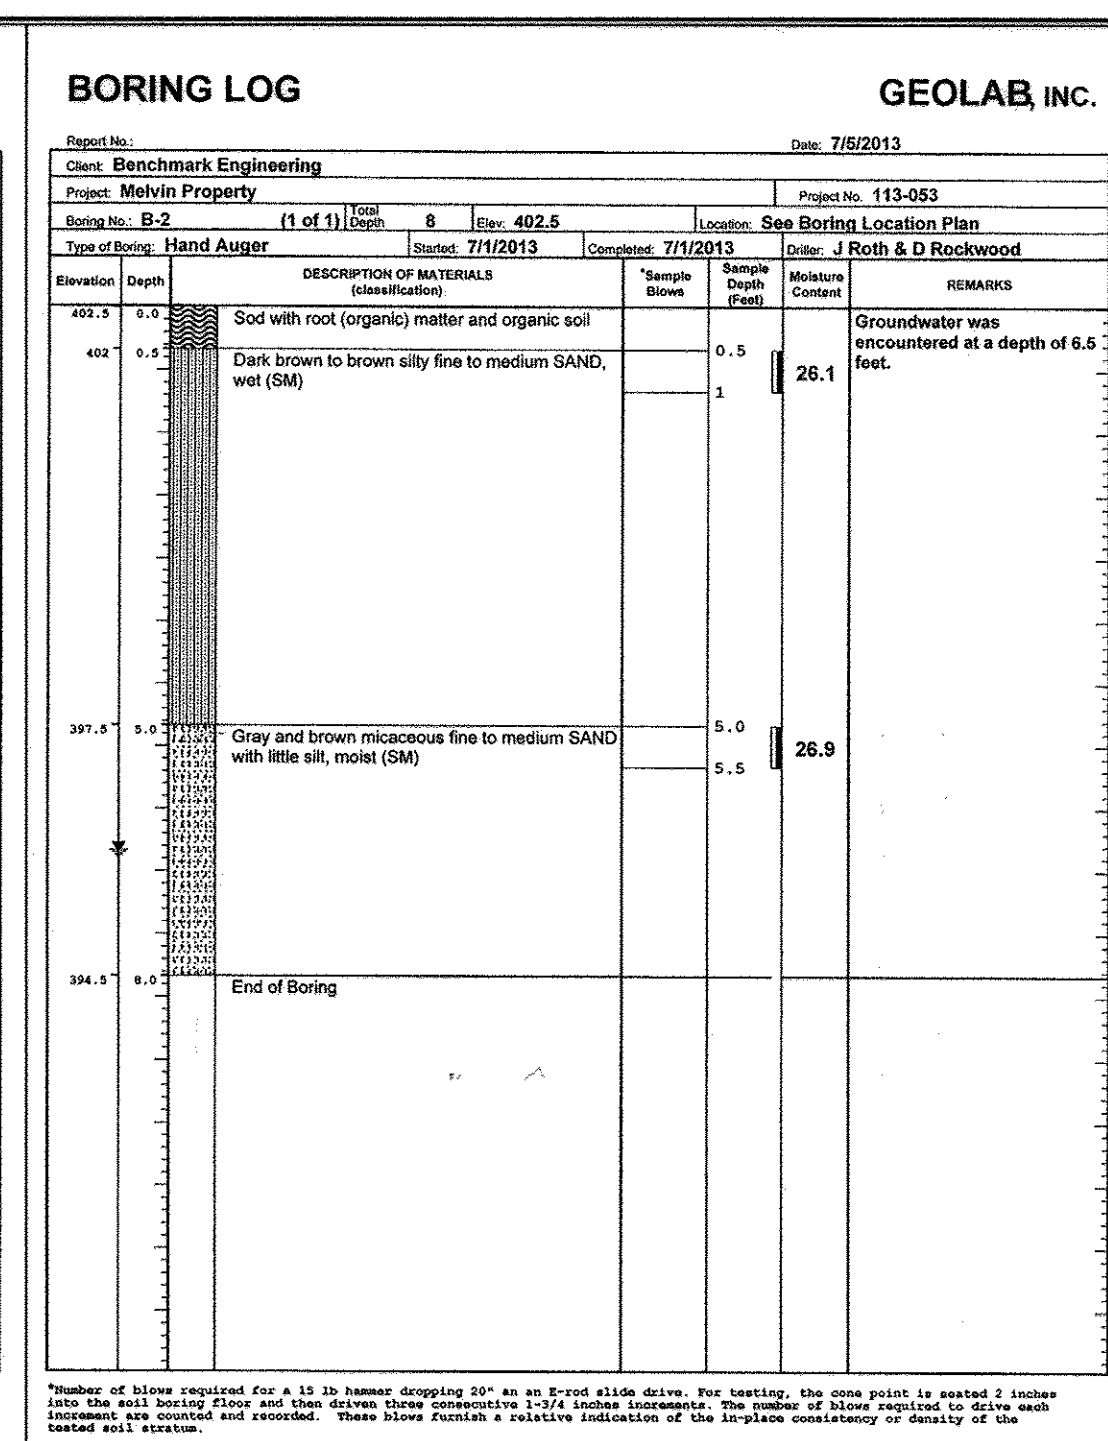 BORING LOG GEOLAB, INC.
Report No.: Date: 7/5/2013
Client: Benchmark Engineering
Project: Melvin Property Project No. 113-053
Boring No.: B-2 (1 of 1) Total Depth 8 Elev: 402.5 Location: See Boring Location Plan
Type of Boring: Hand Auger Started: 7/1/2013 Completed: 7/1/2013 Driller: J Roth & D Rockwood
Elevation Depth DESCRIPTION OF MATERIALS (classification) *Sample Blows Sample Depth (Feet) Moisture Content REMARKS
402.5 0.0 Sod with root (organic) matter and organic soil Groundwater was
encountered at a depth of 6.5
feet.
402 0.5 Dark brown to brown silty fine to medium SAND, 0.5
wet (SM) 26.1
1
397.5 5.0 Gray and brown micaceous fine to medium SAND 5.0
with little silt, moist (SM) 26.9
5.5
394.5 8.0 End of Boring
*Number of blows required for a 15 lb hammer dropping 20" an an E-rod slide drive. For testing, the cone point is seated 2 inches
into the soil boring floor and then driven three consecutive 1-3/4 inches increments. The number of blows required to drive each
increment are counted and recorded. These blows furnish a relative indication of the in-place consistency or density of the
tested soil stratum.